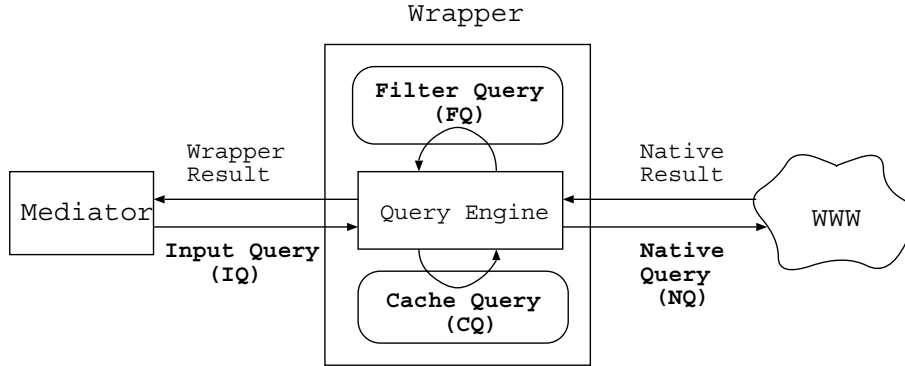 Wrapper
Filter Query
(FQ)
Wrapper
Result
Native
Result
Mediator
Query Engine
WWW
Input Query
(IQ)
Native
Query
(NQ)
Cache Query
(CQ)